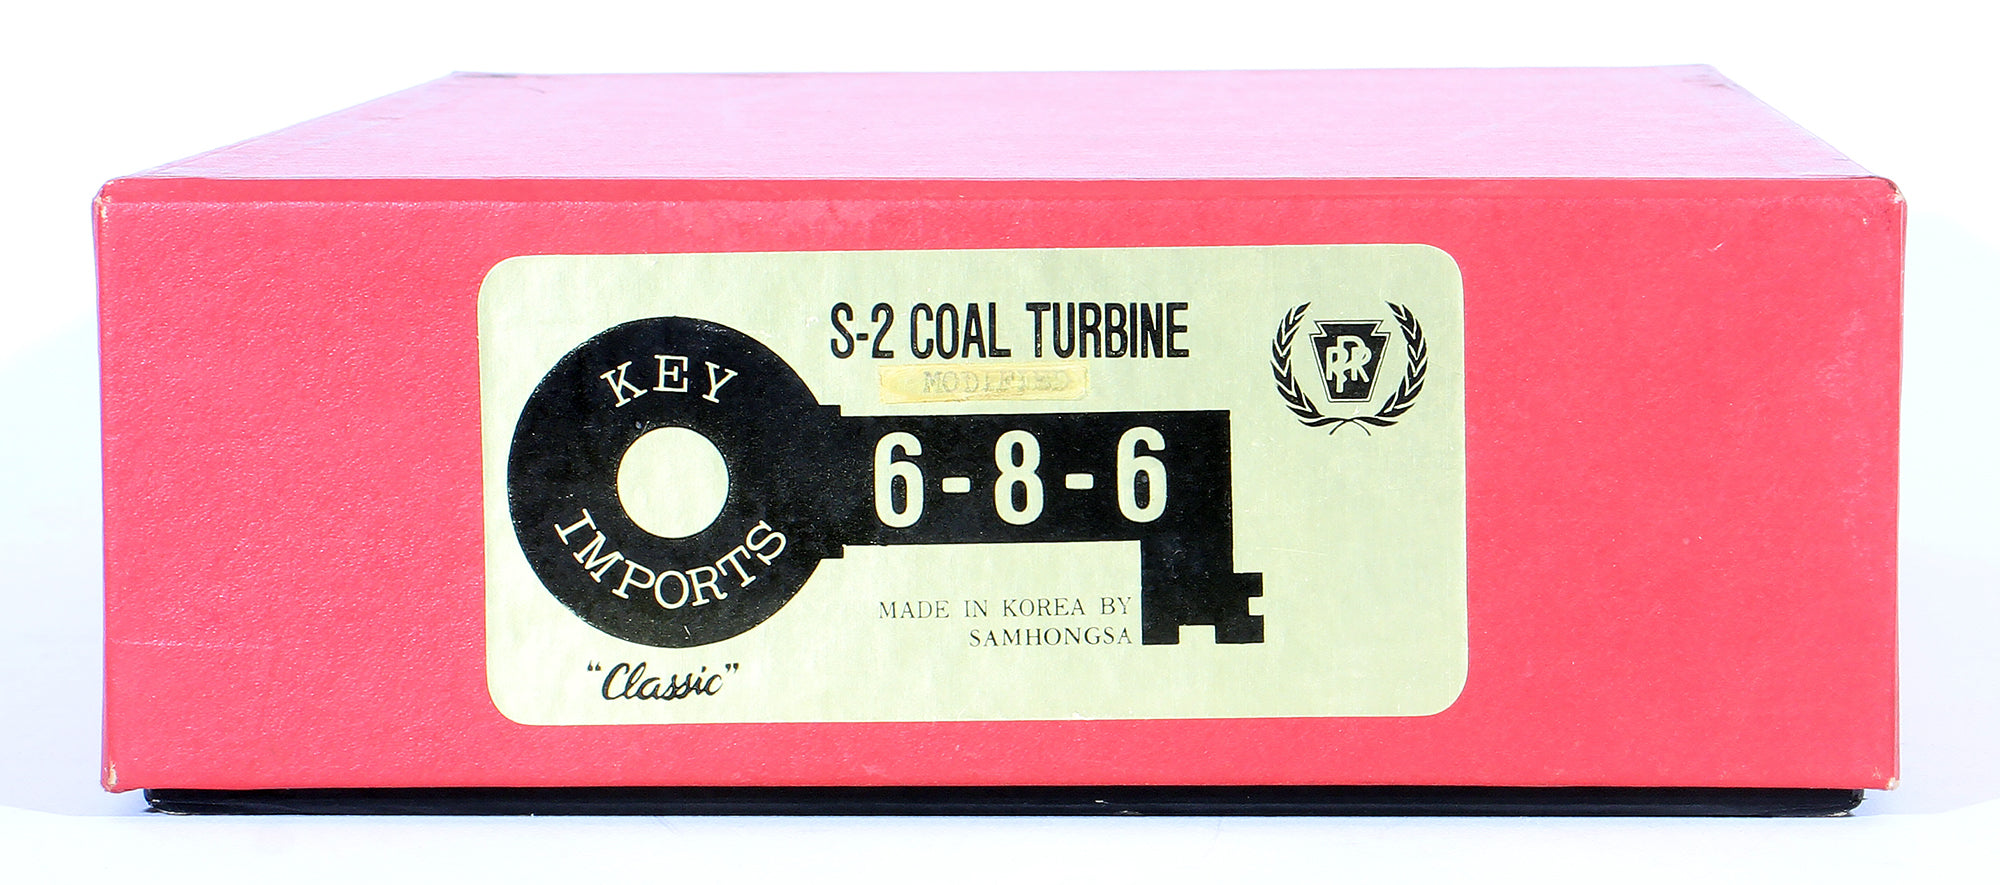 S-2 COAL TURBINE
MODIFIED
KEY
IMPORTS
6-8-6
PRR
MADE IN KOREA BY
SAMHONGSA
"Classic"